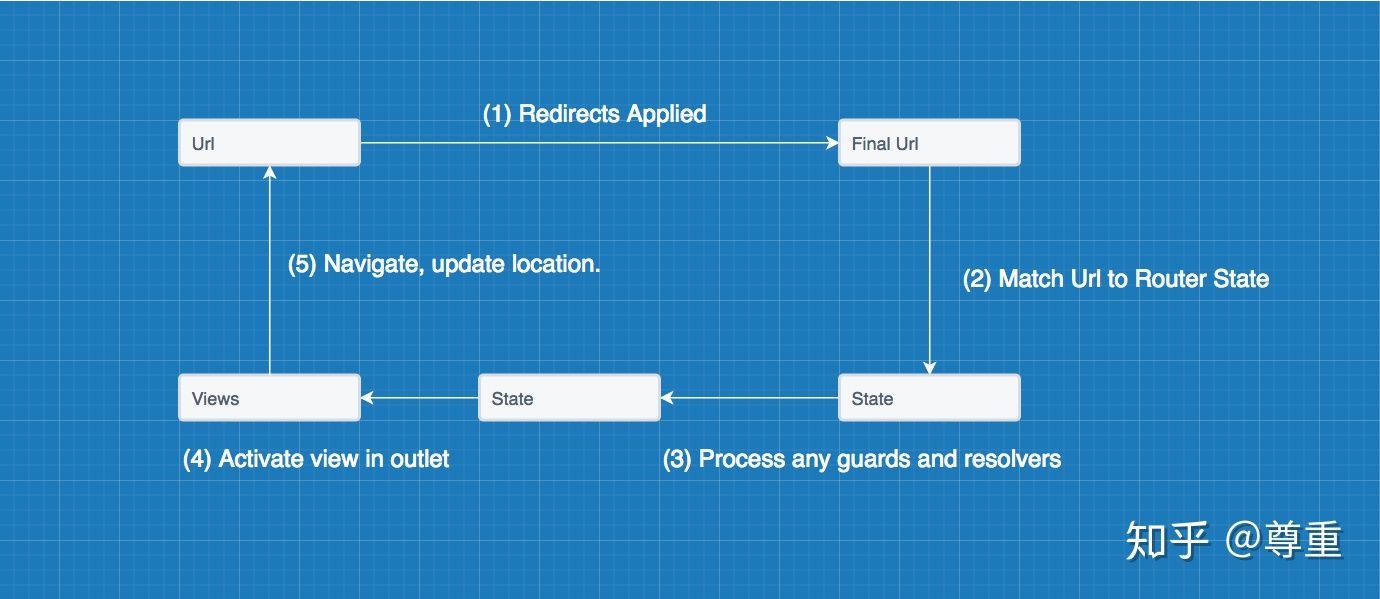 (1) Redirects Applied
Url
Final Url
(5) Navigate, update location.
(2) Match Url to Router State
Views
State
State
(4) Activate view in outlet
(3) Process any guards and resolvers
知乎 @尊重